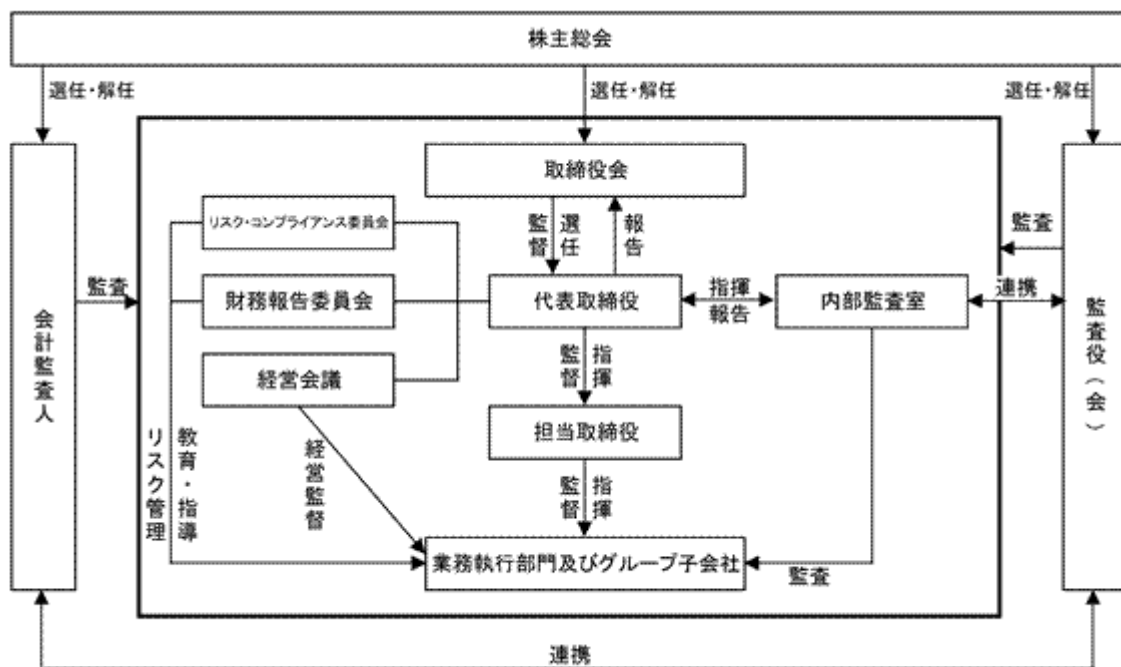 株主総会
選任・解任
選任・解任
選任・解任
取締役会
リスク・コンプライアンス委員会
監督
選任
報告
監査
監査
財務報告委員会
代表取締役
指揮
報告
内部監査室
連携
会計監査人
監査役(会)
経営会議
監督
指揮
担当取締役
リスク管理
教育・指導
経営監督
監督
指揮
業務執行部門及びグループ子会社
監査
連携